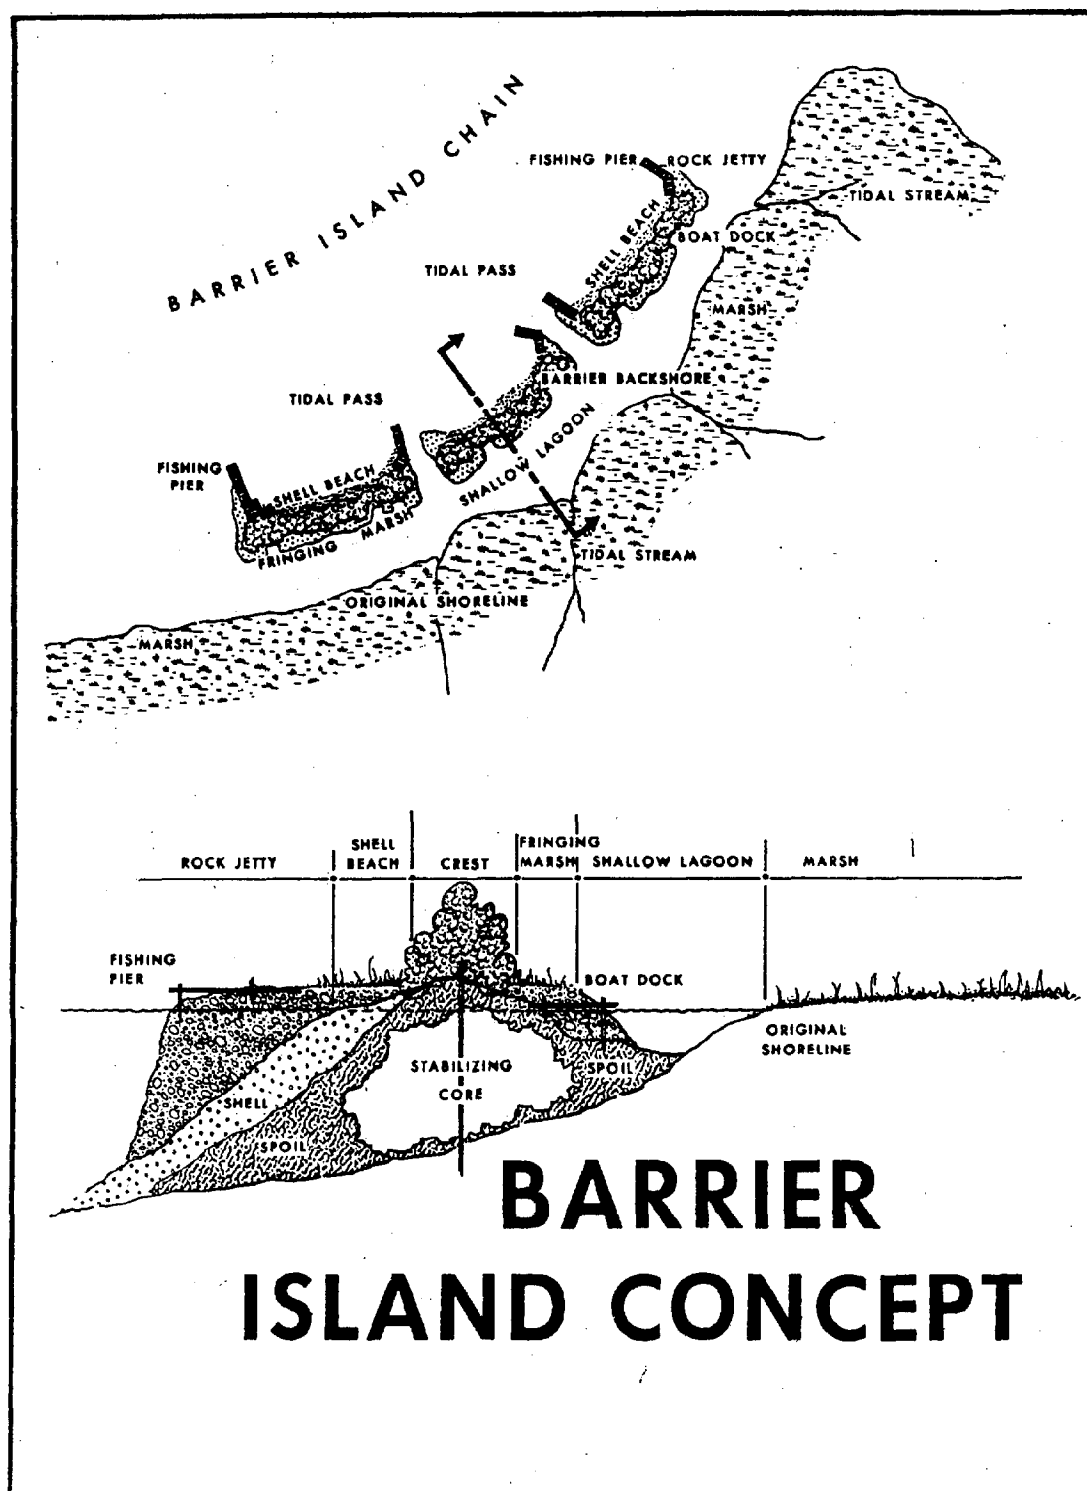 BARRIER ISLAND CHAIN
FISHING PIER
ROCK JETTY
TIDAL STREAM
SHELL BEACH
BOAT DOCK
TIDAL PASS
MARSH
BARRIER BACKSHORE
TIDAL PASS
SHALLOW LAGOON
FISHING
PIER
SHELL BEACH
FRINGING MARSH
TIDAL STREAM
ORIGINAL SHORELINE
MARSH
ROCK JETTY
SHELL
BEACH
CREST
FRINGING
MARSH
SHALLOW LAGOON
MARSH
FISHING
PIER
BOAT DOCK
ORIGINAL
SHORELINE
STABILIZING
CORE
SPOIL
SHELL
SPOIL
BARRIER
ISLAND CONCEPT